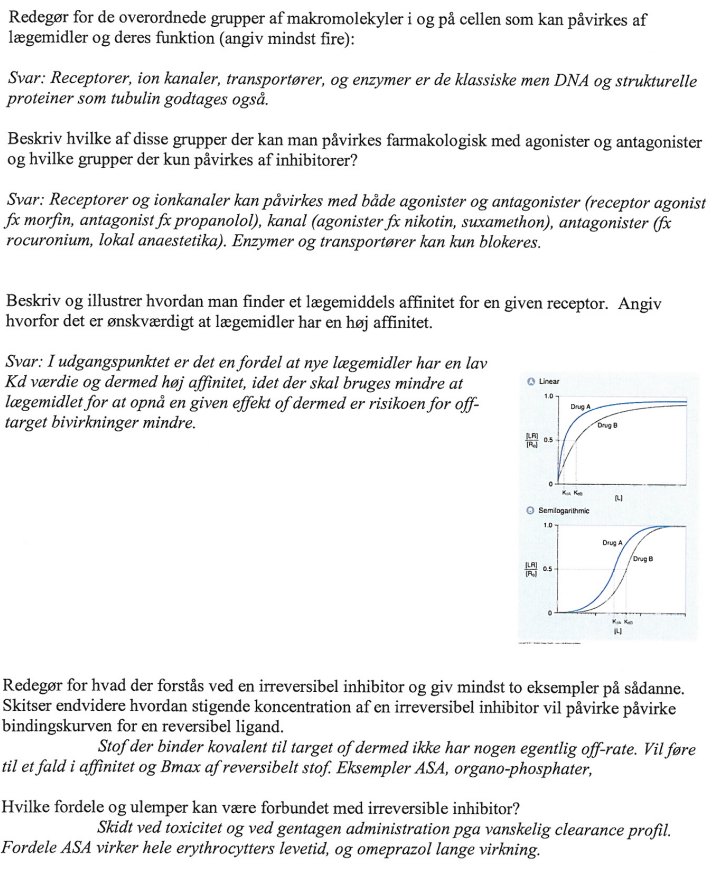 Redegør for de overordnede grupper af makromolekyler i og på cellen som kan påvirkes af
lægemidler og deres funktion (angiv mindst fire):
Svar: Receptorer, ion kanaler, transportører, og enzymer er de klassiske men DNA og strukturelle
proteiner som tubulin godtages også.
Beskriv hvilke af disse grupper der kan man påvirkes farmakologisk med agonister og antagonister
og hvilke grupper der kun påvirkes af inhibitorer?
Svar: Receptorer og ionkanaler kan påvirkes med både agonister og antagonister (receptor agonist
fx morfin, antagonist fx propanolol), kanal (agonister fx nikotin, suxamethon), antagonister (fx
rocuronium, lokal anaestetika). Enzymer og transportører kan kun blokeres.
Beskriv og illustrer hvordan man finder et lægemiddels affinitet for en given receptor. Angiv
hvorfor det er ønskværdigt at lægemidler har en høj affinitet.
Svar: I udgangspunktet er det en fordel at nye lægemidler har en lav
Kd værdie og dermed høj affinitet, idet der skal bruges mindre at
lægemidlet for at opnå en given effekt of dermed er risikoen for off-
target bivirkninger mindre.
A Linear
1.0
Drug A
Drug B
[LR]
[R₀]
0.5
0
[L]
Semilogarithmic
1.0
Drug A
Drug B
[LR]
[R₀]
0.5
0
[L]
Redegør for hvad der forstås ved en irreversibel inhibitor og giv mindst to eksempler på sådanne.
Skitser endvidere hvordan stigende koncentration af en irreversibel inhibitor vil påvirke påvirke
bindingskurven for en reversibel ligand.
Stof der binder kovalent til target of dermed ikke har nogen egentlig off-rate. Vil føre
til et fald i affinitet og Bmax af reversibelt stof. Eksempler ASA, organo-phosphater,
Hvilke fordele og ulemper kan være forbundet med irreversible inhibitor?
Skidt ved toxicitet og ved gentagen administration pga vanskelig clearance profil.
Fordele ASA virker hele erythrocytters levetid, og omeprazol lange virkning.